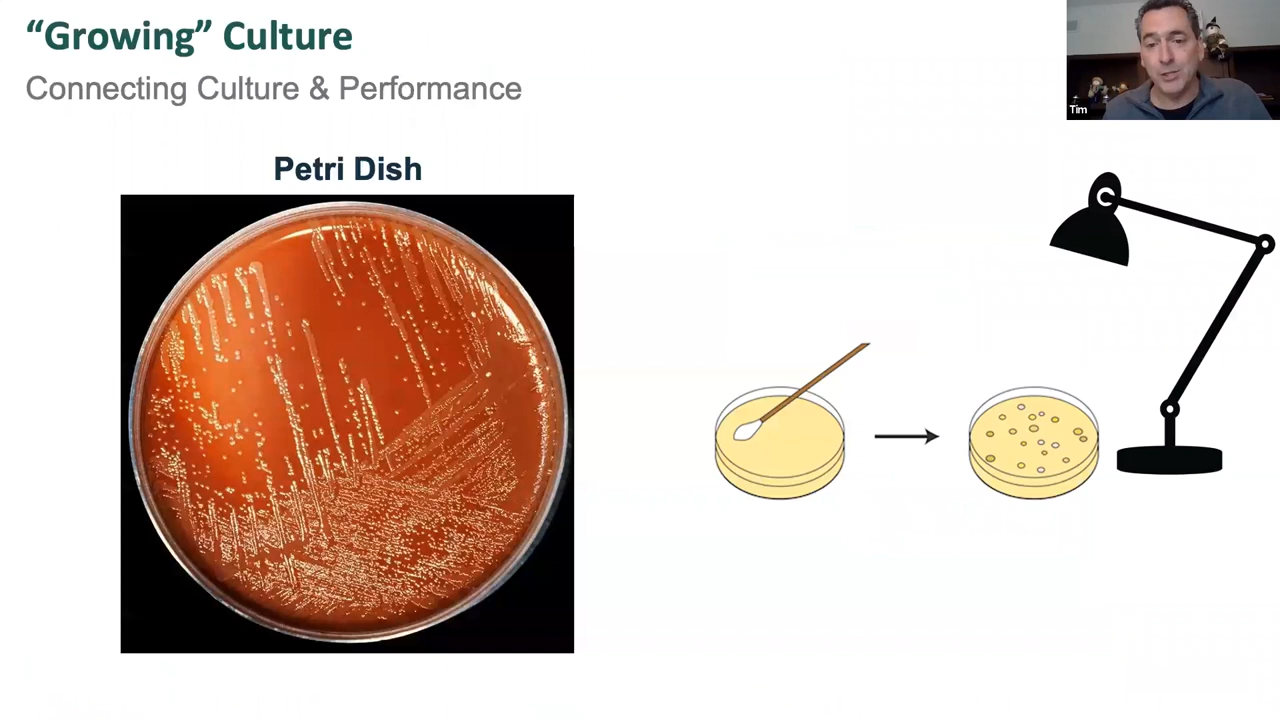 “Growing” Culture
Connecting Culture & Performance
Tim
Petri Dish